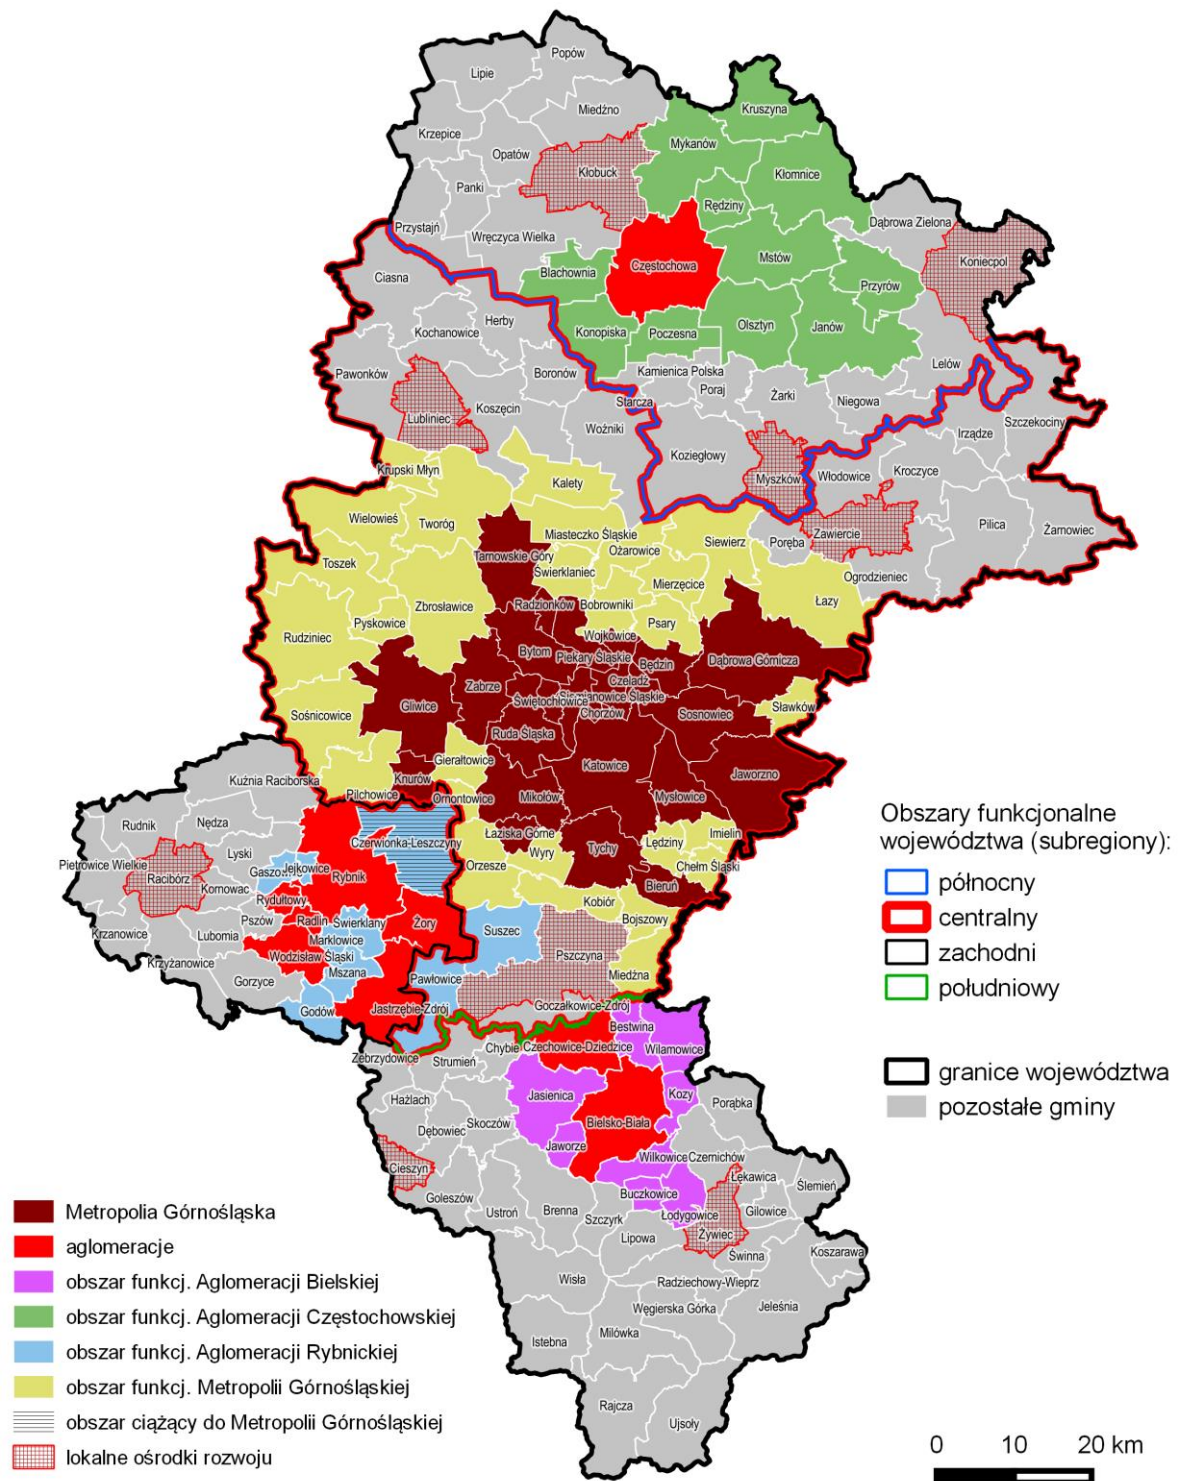 Popów
Lipie
Miedźno
Kruszyna
Krzepice
Mykanów
Opatów
Kłobuck
Kłomnice
Panki
Rędziny
Dąbrowa Zielona
Przystajń
Wręczyca Wielka
Mstów
Koniecpol
Częstochowa
Blachownia
Ciasna
Przyrów
Herby
Kochanowice
Konopiska
Poczesna
Olsztyn
Janów
Lelów
Pawonków
Boronów
Kamienica Polska
Poraj
Żarki
Niegowa
Starcza
Koszęcin
Lubliniec
Woźniki
Szczekociny
Irządze
Koziegłowy
Krupski Młyn
Kalety
Myszków
Włodowice
Kroczyce
Wielowieś
Tworóg
Pilica
Żarnowiec
Miasteczko Śląskie
Siewierz
Poręba
Zawiercie
Ożarowice
Tarnowskie Góry
Toszek
Świerklaniec
Mierzęcice
Ogrodzieniec
Zbrosławice
Radzionków
Bobrowniki
Łazy
Pyskowice
Psary
Rudziniec
Wojkowice
Bytom
Piekary Śląskie
Będzin
Dąbrowa Górnicza
Czeladź
Zabrze
Siemianowice Śląskie
Świętochłowice
Gliwice
Chorzów
Sławków
Sośnicowice
Sosnowiec
Ruda Śląska
Gierałtowice
Katowice
Jaworzno
Kuźnia Raciborska
Knurów
Pilchowice
Ornontowice
Mikołów
Mysłowice
Rudnik
Nędza
Łaziska Górne
Imielin
Czerwionka-Leszczyny
Lędziny
Lyski
Wyry
Tychy
Pietrowice Wielkie
Orzesze
Chełm Śląski
Jejkowice
Gaszowice
Racibórz
Rybnik
Kornowac
Bieruń
Rydułtowy
Kobiór
Pszów
Radlin
Świerklany
Żory
Bojszowy
Krzanowice
Lubomia
Marklowice
Suszec
Wodzisław Śląski
Pszczyna
Krzyżanowice
Mszana
Miedźna
Gorzyce
Pawłowice
Godów
Jastrzębie-Zdrój
Goczałkowice-Zdrój
Bestwina
Zebrzydowice
Chybie
Czechowice-Dziedzice
Wilamowice
Strumień
Hażlach
Jasienica
Kozy
Porąbka
Skoczów
Bielsko-Biała
Dębowiec
Jaworze
Wilkowice
Czernichów
Cieszyn
Łękawica
Ślemień
Goleszów
Buczkowice
Ustroń
Brenna
Gilowice
Szczyrk
Łodygowice
Żywiec
Lipowa
Świnna
Koszarawa
Wisła
Radziechowy-Wieprz
Węgierska Górka
Jeleśnia
Milówka
Istebna
Rajcza
Ujsoły
Obszary funkcjonalne
województwa (subregiony):
północny
centralny
zachodni
południowy
granice województwa
pozostałe gminy
Metropolia Górnośląska
aglomeracje
obszar funkcj. Aglomeracji Bielskiej
obszar funkcj. Aglomeracji Częstochowskiej
obszar funkcj. Aglomeracji Rybnickiej
obszar funkcj. Metropolii Górnośląskiej
obszar ciążący do Metropolii Górnośląskiej
lokalne ośrodki rozwoju
0 10 20 km